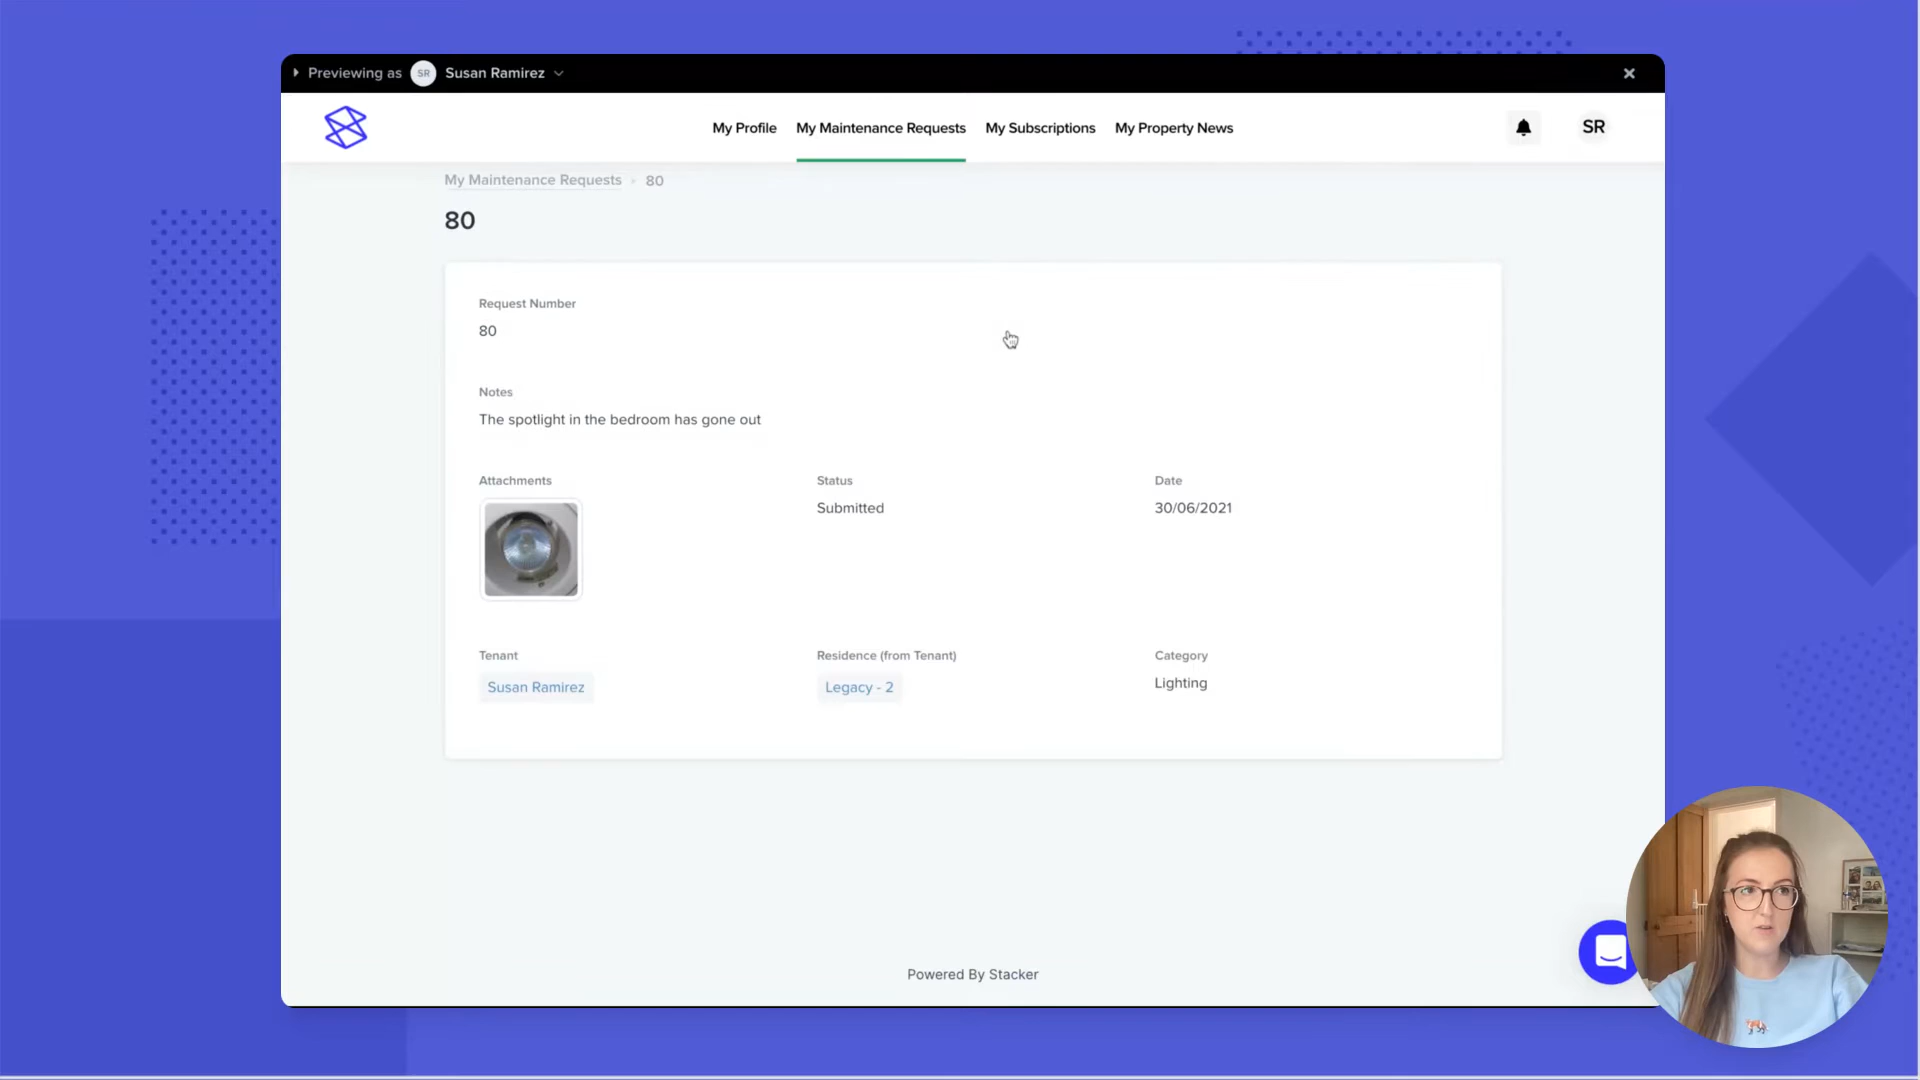 Previewing as SR Susan Ramirez
My Profile My Maintenance Requests My Subscriptions My Property News SR
My Maintenance Requests 80
80
Request Number
80
Notes
The spotlight in the bedroom has gone out
Attachments Status Date
Submitted 30/06/2021
Tenant Residence (from Tenant) Category
Susan Ramirez Legacy - 2 Lighting
Powered By Stacker